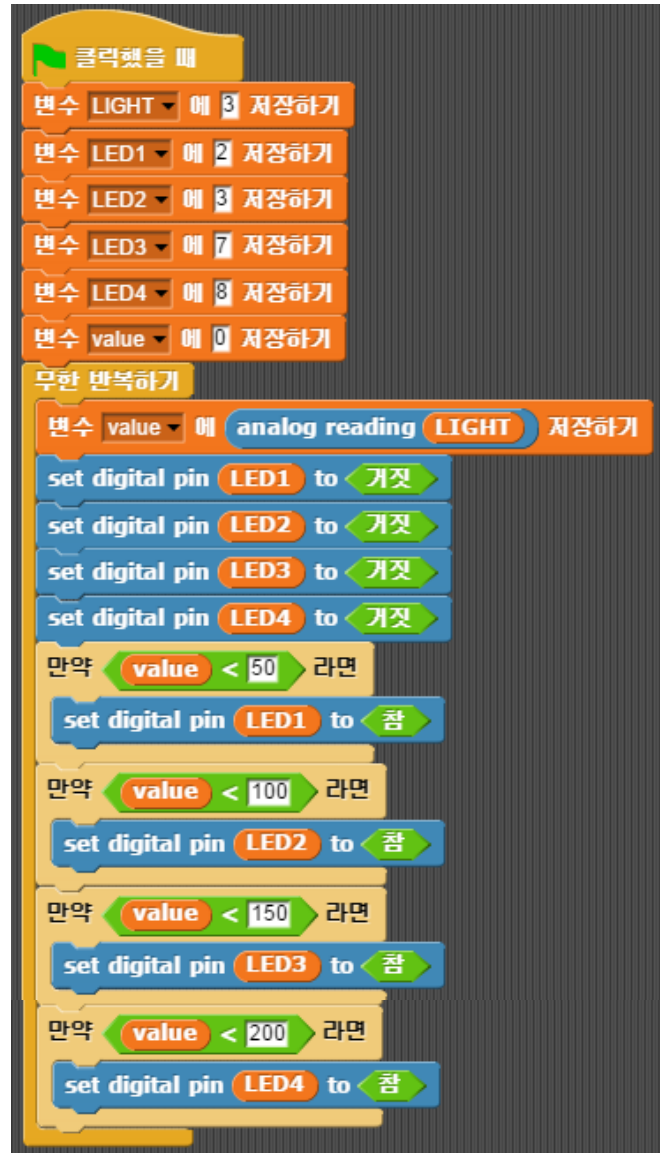 클릭했을 때
변수 LIGHT 에 3 저장하기
변수 LED1 에 2 저장하기
변수 LED2 에 3 저장하기
변수 LED3 에 7 저장하기
변수 LED4 에 8 저장하기
변수 value 에 0 저장하기
무한 반복하기
변수 value 에 analog reading LIGHT 저장하기
set digital pin LED1 to 거짓
set digital pin LED2 to 거짓
set digital pin LED3 to 거짓
set digital pin LED4 to 거짓
만약 value < 50 라면
set digital pin LED1 to 참
만약 value < 100 라면
set digital pin LED2 to 참
만약 value < 150 라면
set digital pin LED3 to 참
만약 value < 200 라면
set digital pin LED4 to 참